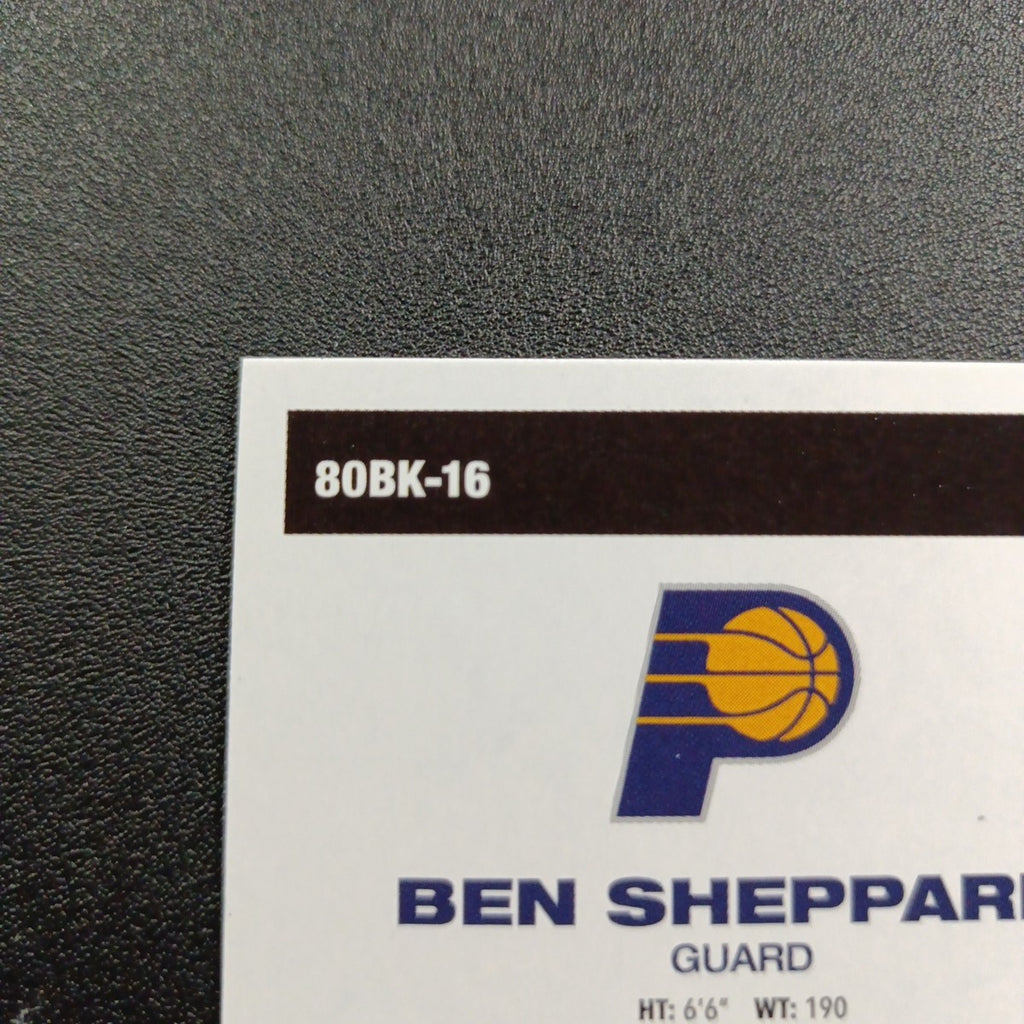 80BK-16
BEN SHEPPAR
GUARD
HT: 6'6" WT: 190